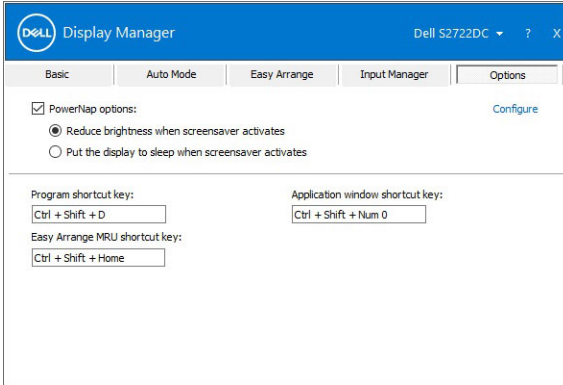 DELL Display Manager Dell S2722DC ? X
Basic Auto Mode Easy Arrange Input Manager Options
PowerNap options: Configure
Reduce brightness when screensaver activates
Put the display to sleep when screensaver activates
Program shortcut key: Application window shortcut key:
Ctrl + Shift + D Ctrl + Shift + Num 0
Easy Arrange MRU shortcut key:
Ctrl + Shift + Home